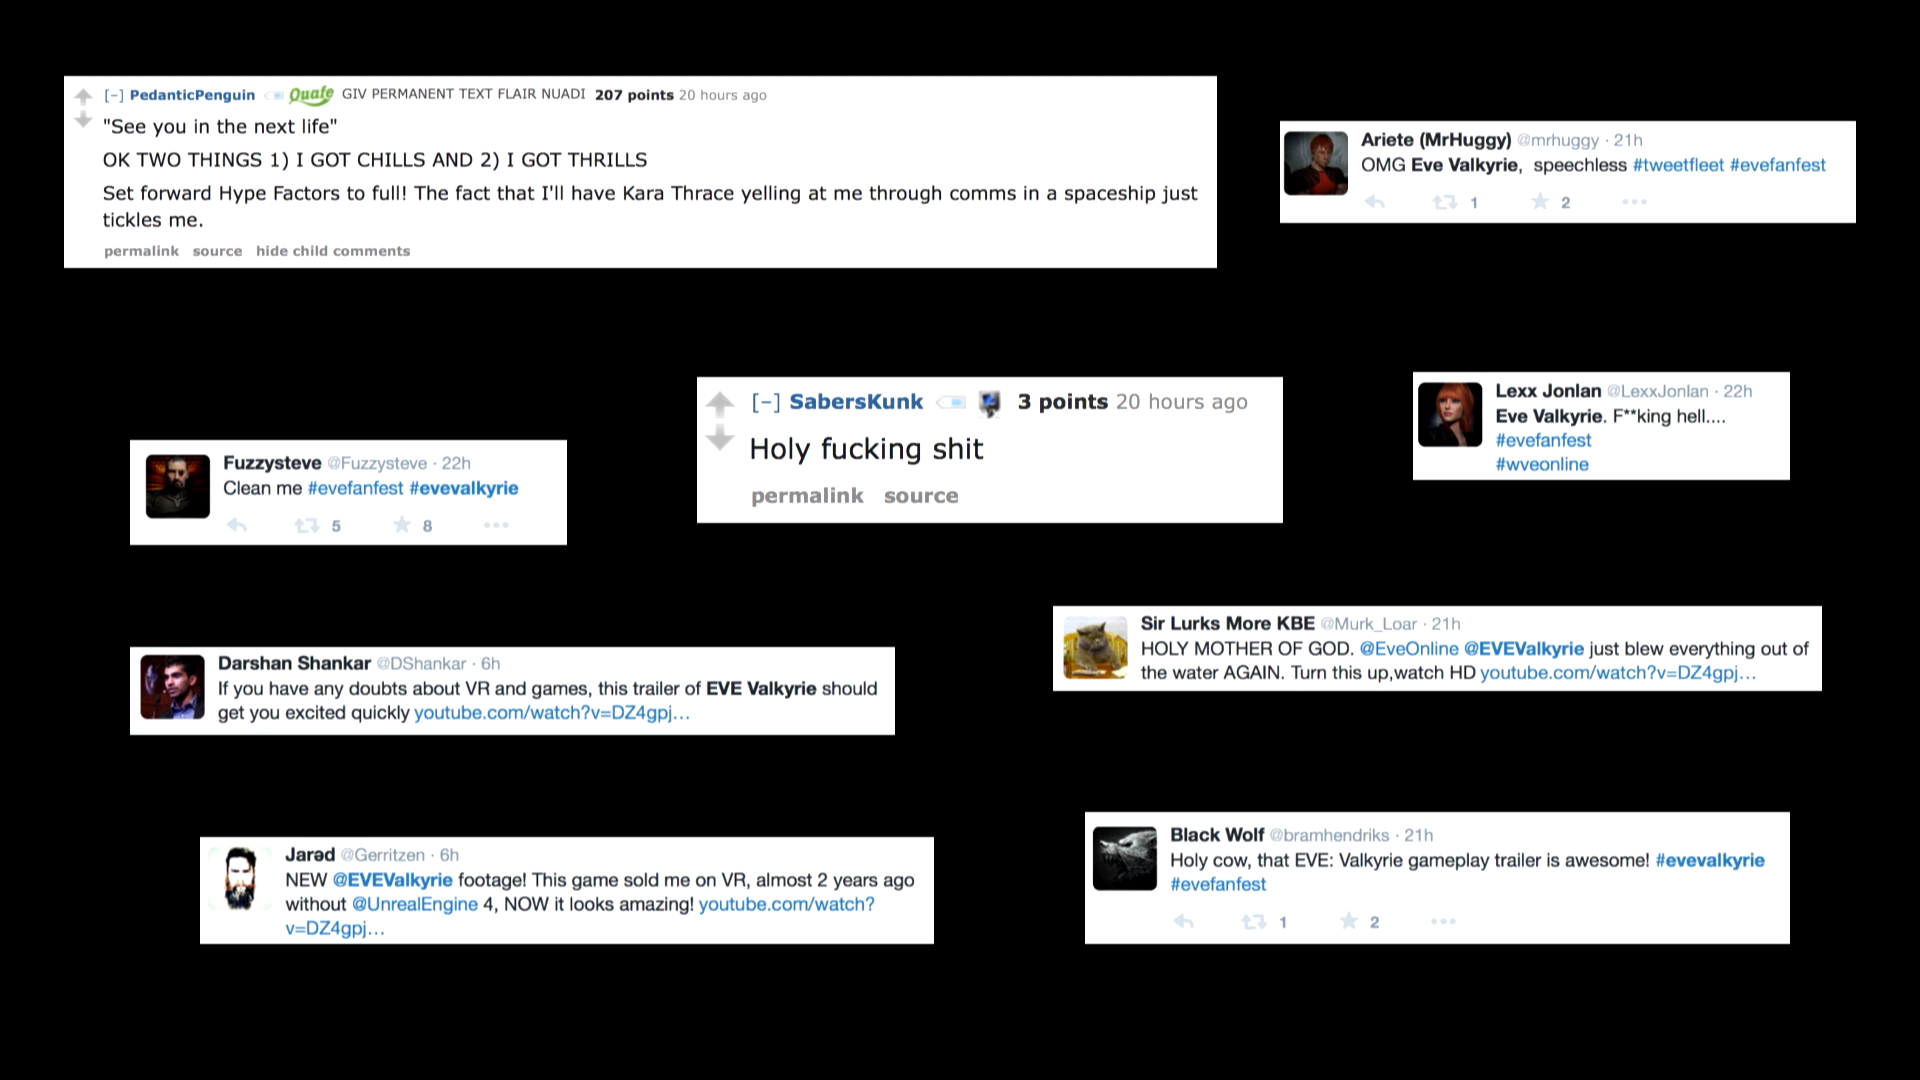 [-] PedanticPenguin Quafe GIV PERMANENT TEXT FLAIR NUADI 207 points 20 hours ago
"See you in the next life"
OK TWO THINGS 1) I GOT CHILLS AND 2) I GOT THRILLS
Set forward Hype Factors to full! The fact that I'll have Kara Thrace yelling at me through comms in a spaceship just
tickles me.
permalink source hide child comments
Ariete (MrHuggy) @mrhuggy · 21h
OMG Eve Valkyrie, speechless #tweetfleet #evefanfest
1 2
[-] SabersKunk 3 points 20 hours ago
Holy fucking shit
permalink source
Lexx Jonlan @LexxJonlan · 22h
Eve Valkyrie. F**king hell....
#evefanfest
#wveonline
Fuzzysteve @Fuzzysteve · 22h
Clean me #evefanfest #evevalkyrie
5 8
Darshan Shankar @DShankar · 6h
If you have any doubts about VR and games, this trailer of EVE Valkyrie should
get you excited quickly youtube.com/watch?v=DZ4gpj...
Sir Lurks More KBE @Murk_Loar · 21h
HOLY MOTHER OF GOD. @EveOnline @EVEValkyrie just blew everything out of
the water AGAIN. Turn this up,watch HD youtube.com/watch?v=DZ4gpj...
Jarəd @Gerritzen · 6h
NEW @EVEValkyrie footage! This game sold me on VR, almost 2 years ago
without @UnrealEngine 4, NOW it looks amazing! youtube.com/watch?
v=DZ4gpj...
Black Wolf @bramhendriks · 21h
Holy cow, that EVE: Valkyrie gameplay trailer is awesome! #evevalkyrie
#evefanfest
1 2